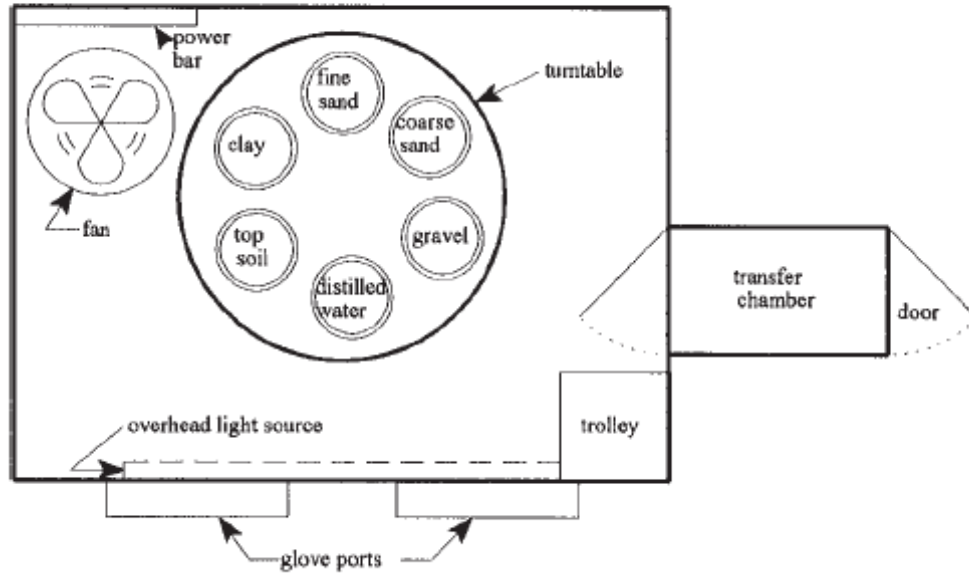 power
bar
fine
sand
turntable
coarse
sand
clay
top
soil
gravel
fan
distilled
water
transfer
chamber
door
overhead light source
trolley
glove ports